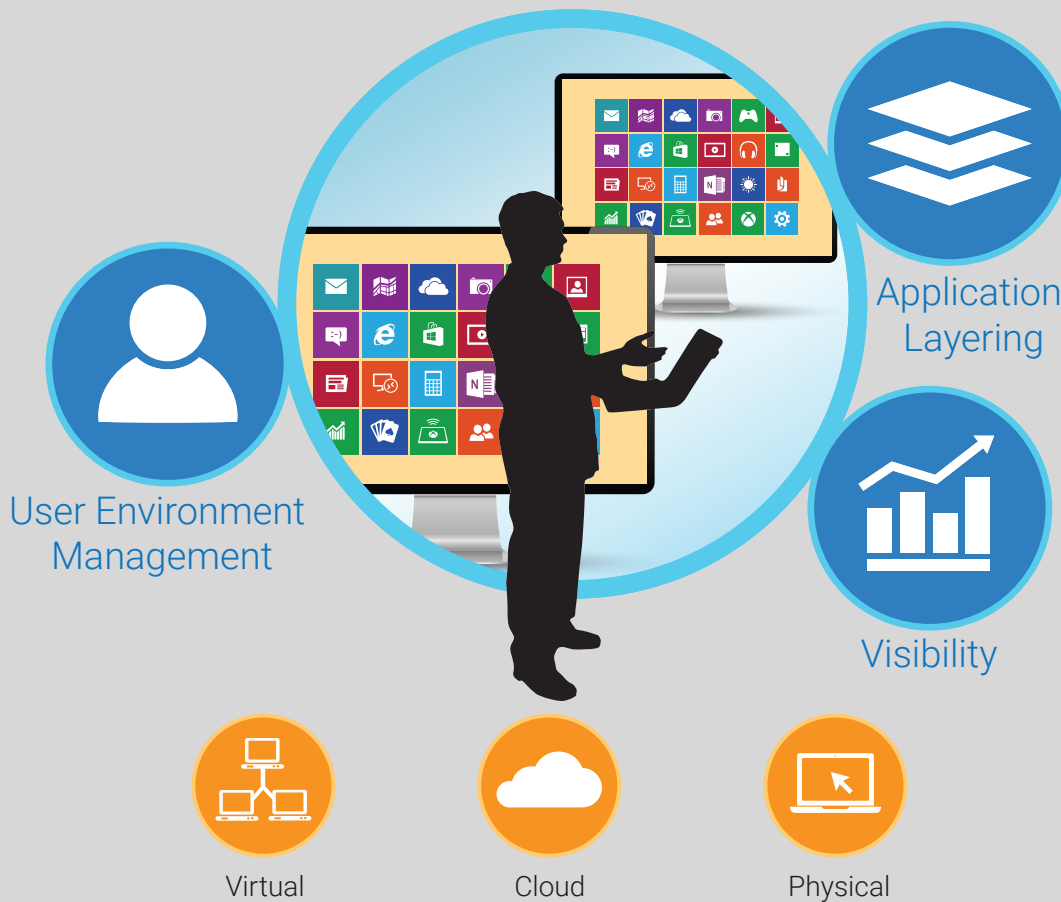 Application
Layering
User Environment
Management
Visibility
Virtual
Cloud
Physical